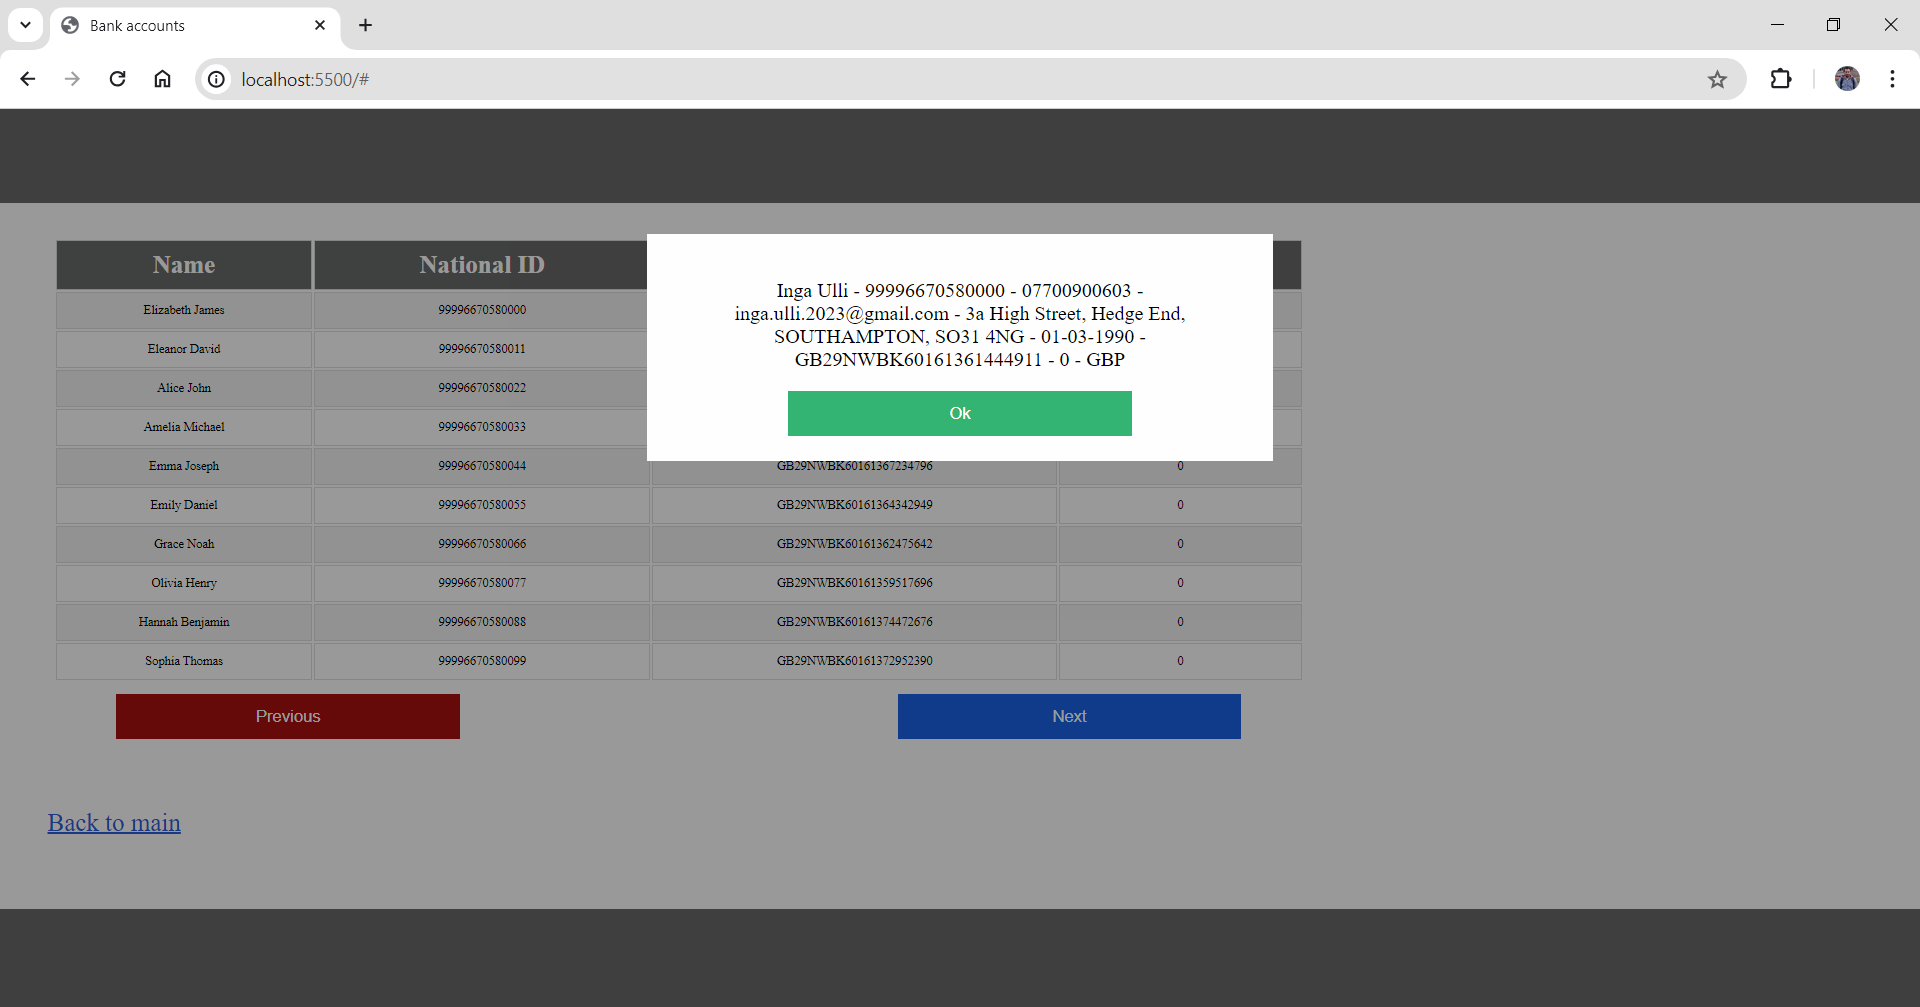 Bank accounts
localhost:5500/#
Name National ID
Inga Ulli - 99996670580000 - 07700900603 -
inga.ulli.2023@gmail.com - 3a High Street, Hedge End,
SOUTHAMPTON, SO31 4NG - 01-03-1990 -
GB29NWBK60161361444911 - 0 - GBP
Ok
Elizabeth James 99996670580000
Eleanor David 99996670580011
Alice John 99996670580022
Amelia Michael 99996670580033
Emma Joseph 99996670580044 GB29NWBK60161367234796 0
Emily Daniel 99996670580055 GB29NWBK60161364342949 0
Grace Noah 99996670580066 GB29NWBK60161362475642 0
Olivia Henry 99996670580077 GB29NWBK60161359517696 0
Hannah Benjamin 99996670580088 GB29NWBK60161374472676 0
Sophia Thomas 99996670580099 GB29NWBK60161372952390 0
Previous Next
Back to main